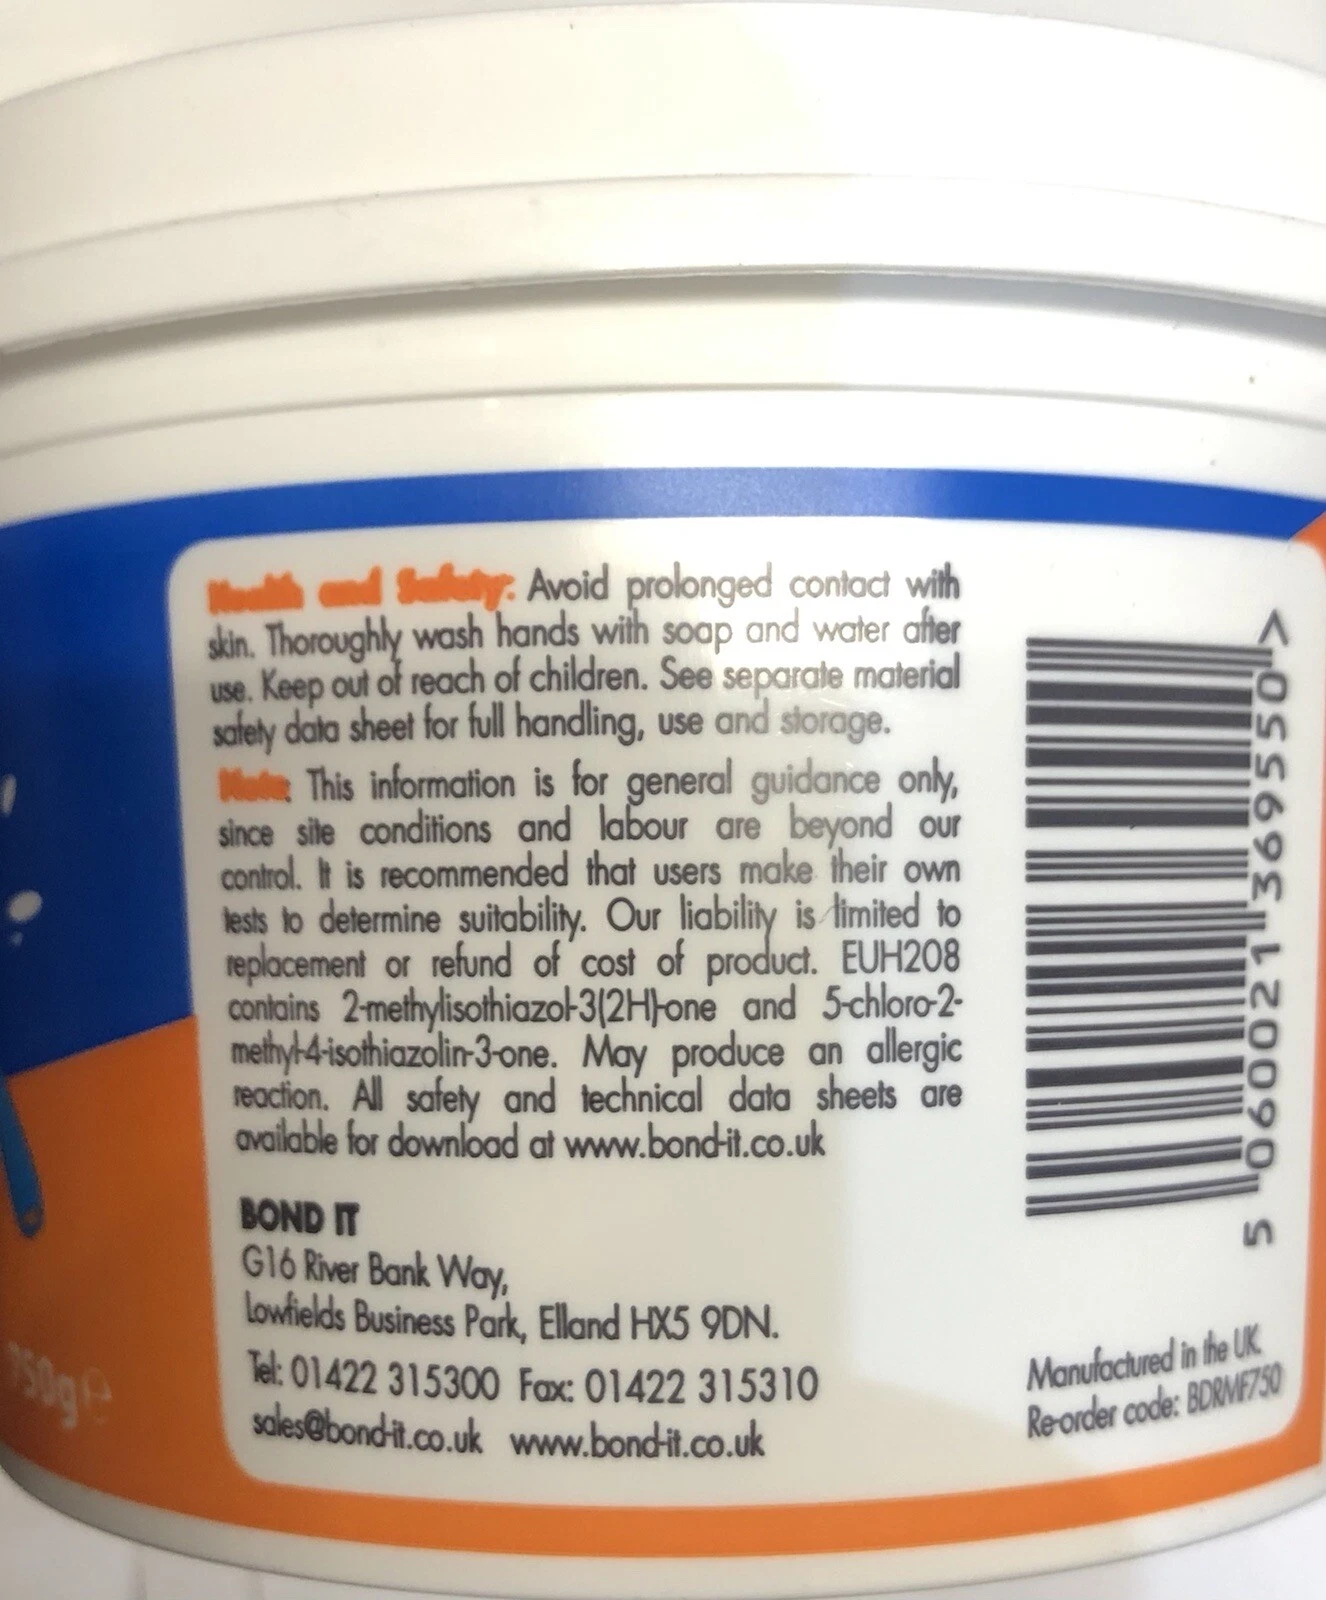 Health and Safety: Avoid prolonged contact with
skin. Thoroughly wash hands with soap and water after
use. Keep out of reach of children. See separate material
safety data sheet for full handling, use and storage.
Note: This information is for general guidance only,
since site conditions and labour are beyond our
control. It is recommended that users make their own
tests to determine suitability. Our liability is limited to
replacement or refund of cost of product. EUH208
contains 2-methylisothiazol-3(2H)-one and 5-chloro-2-
methyl-4-isothiazolin-3-one. May produce an allergic
reaction. All safety and technical data sheets are
available for download at www.bond-it.co.uk
BOND IT
G16 River Bank Way,
Lowfields Business Park, Elland HX5 9DN.
Tel: 01422 315300 Fax: 01422 315310
sales@bond-it.co.uk www.bond-it.co.uk
5 060021 369550 >
Manufactured in the UK.
Re-order code: BDRMF750
750g e